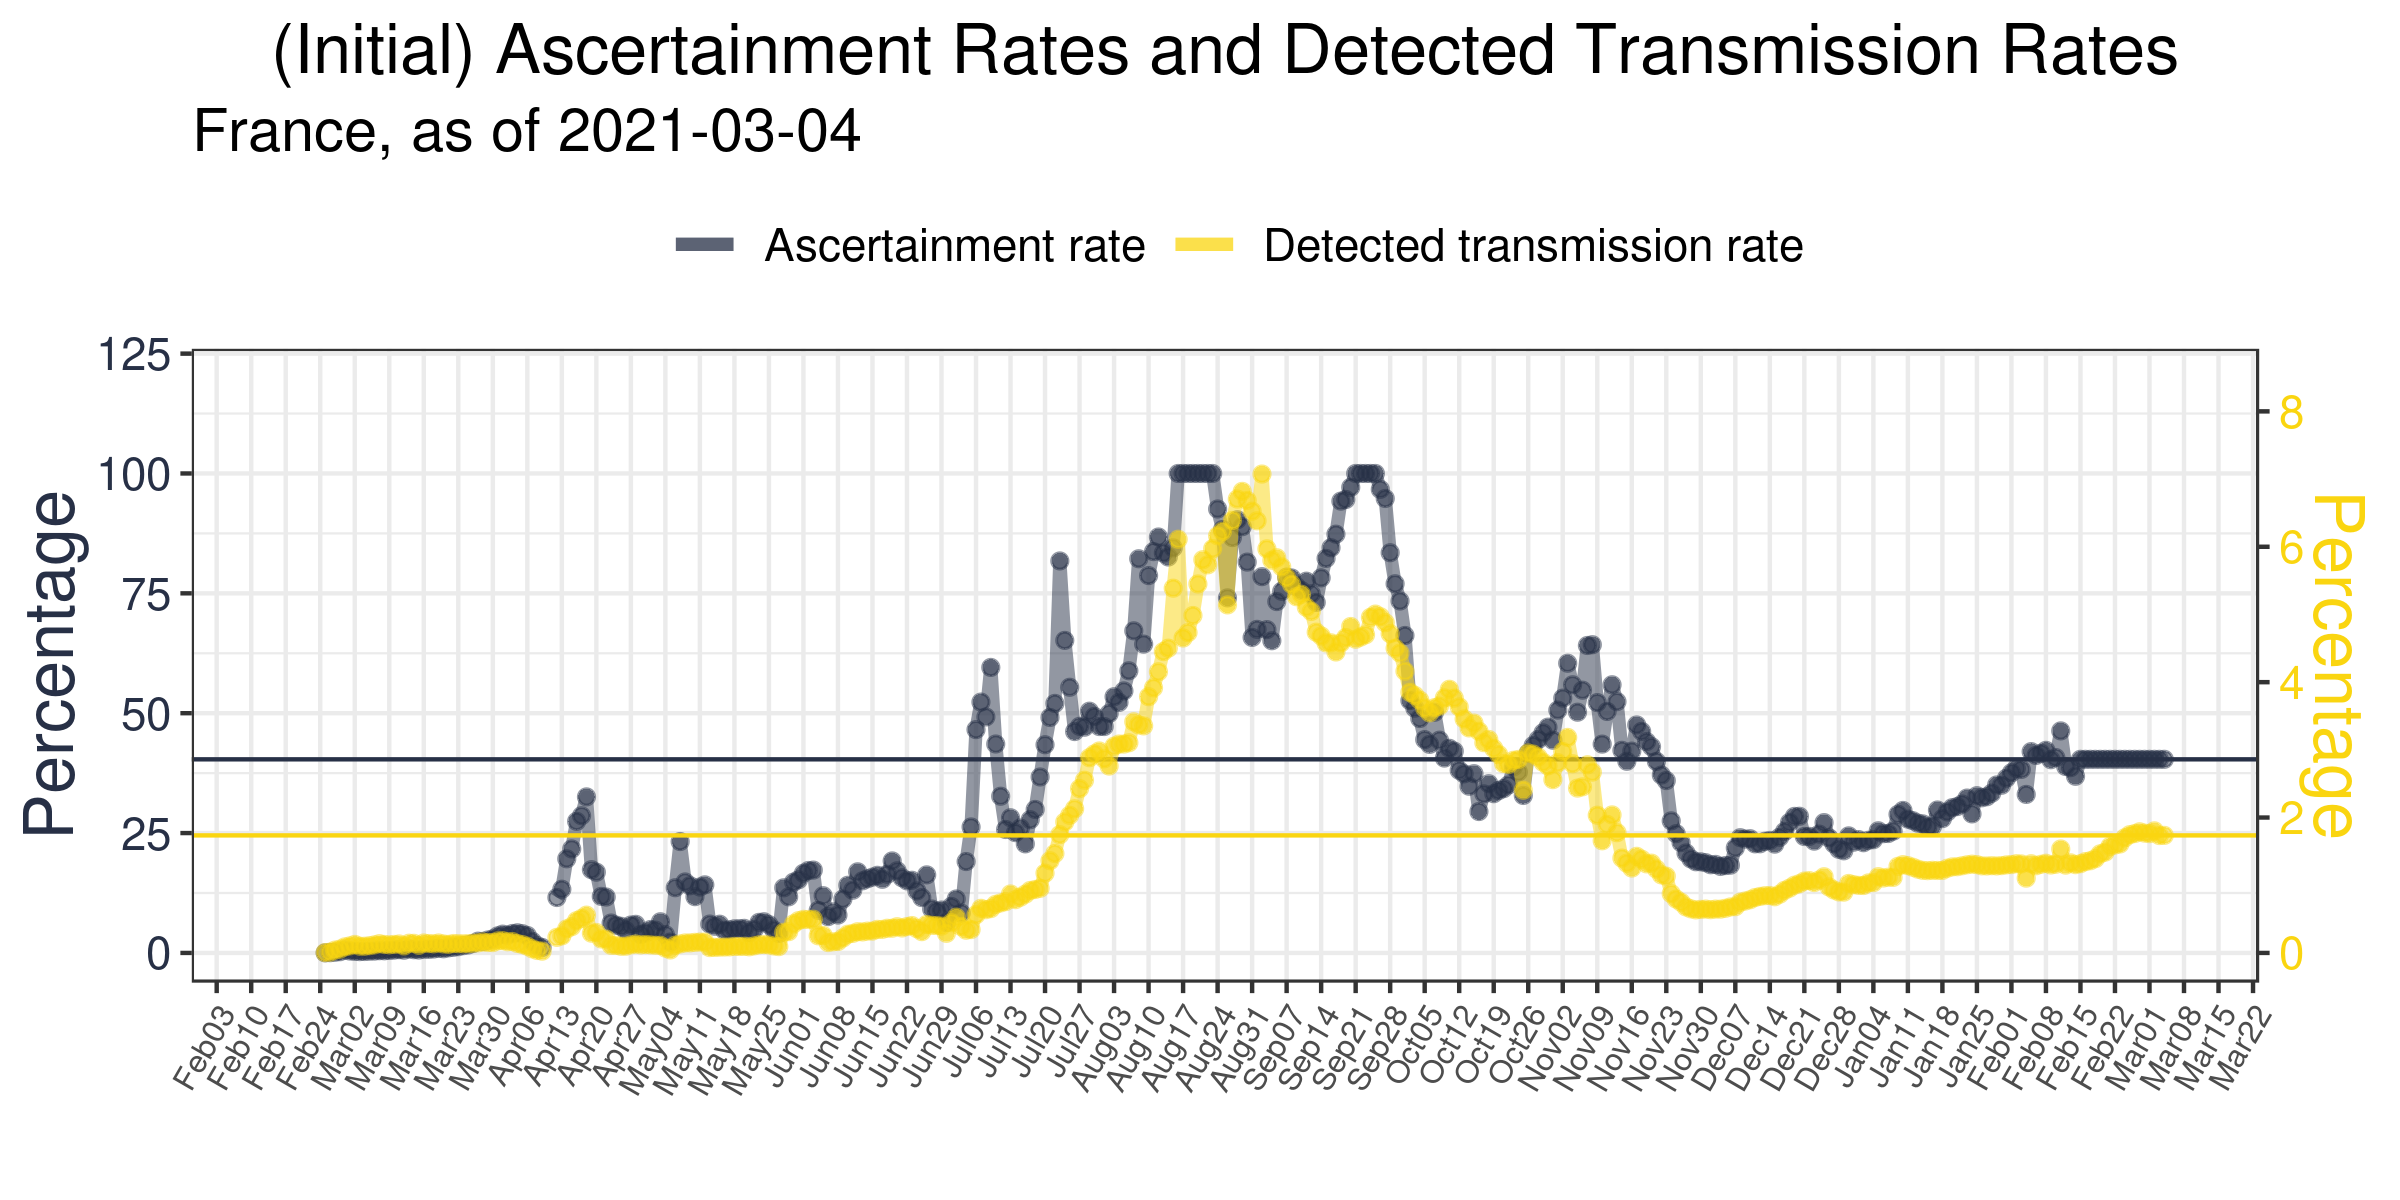 (Initial) Ascertainment Rates and Detected Transmission Rates
France, as of 2021-03-04
Ascertainment rate
Detected transmission rate
Percentage
125
100
75
50
25
0
8
6
4
2
0
Percentage
Feb03
Feb10
Feb17
Feb24
Mar02
Mar09
Mar16
Mar23
Mar30
Apr06
Apr13
Apr20
Apr27
May04
May11
May18
May25
Jun01
Jun08
Jun15
Jun22
Jun29
Jul06
Jul13
Jul20
Jul27
Aug03
Aug10
Aug17
Aug24
Aug31
Sep07
Sep14
Sep21
Sep28
Oct05
Oct12
Oct19
Oct26
Nov02
Nov09
Nov16
Nov23
Nov30
Dec07
Dec14
Dec21
Dec28
Jan04
Jan11
Jan18
Jan25
Feb01
Feb08
Feb15
Feb22
Mar01
Mar08
Mar15
Mar22